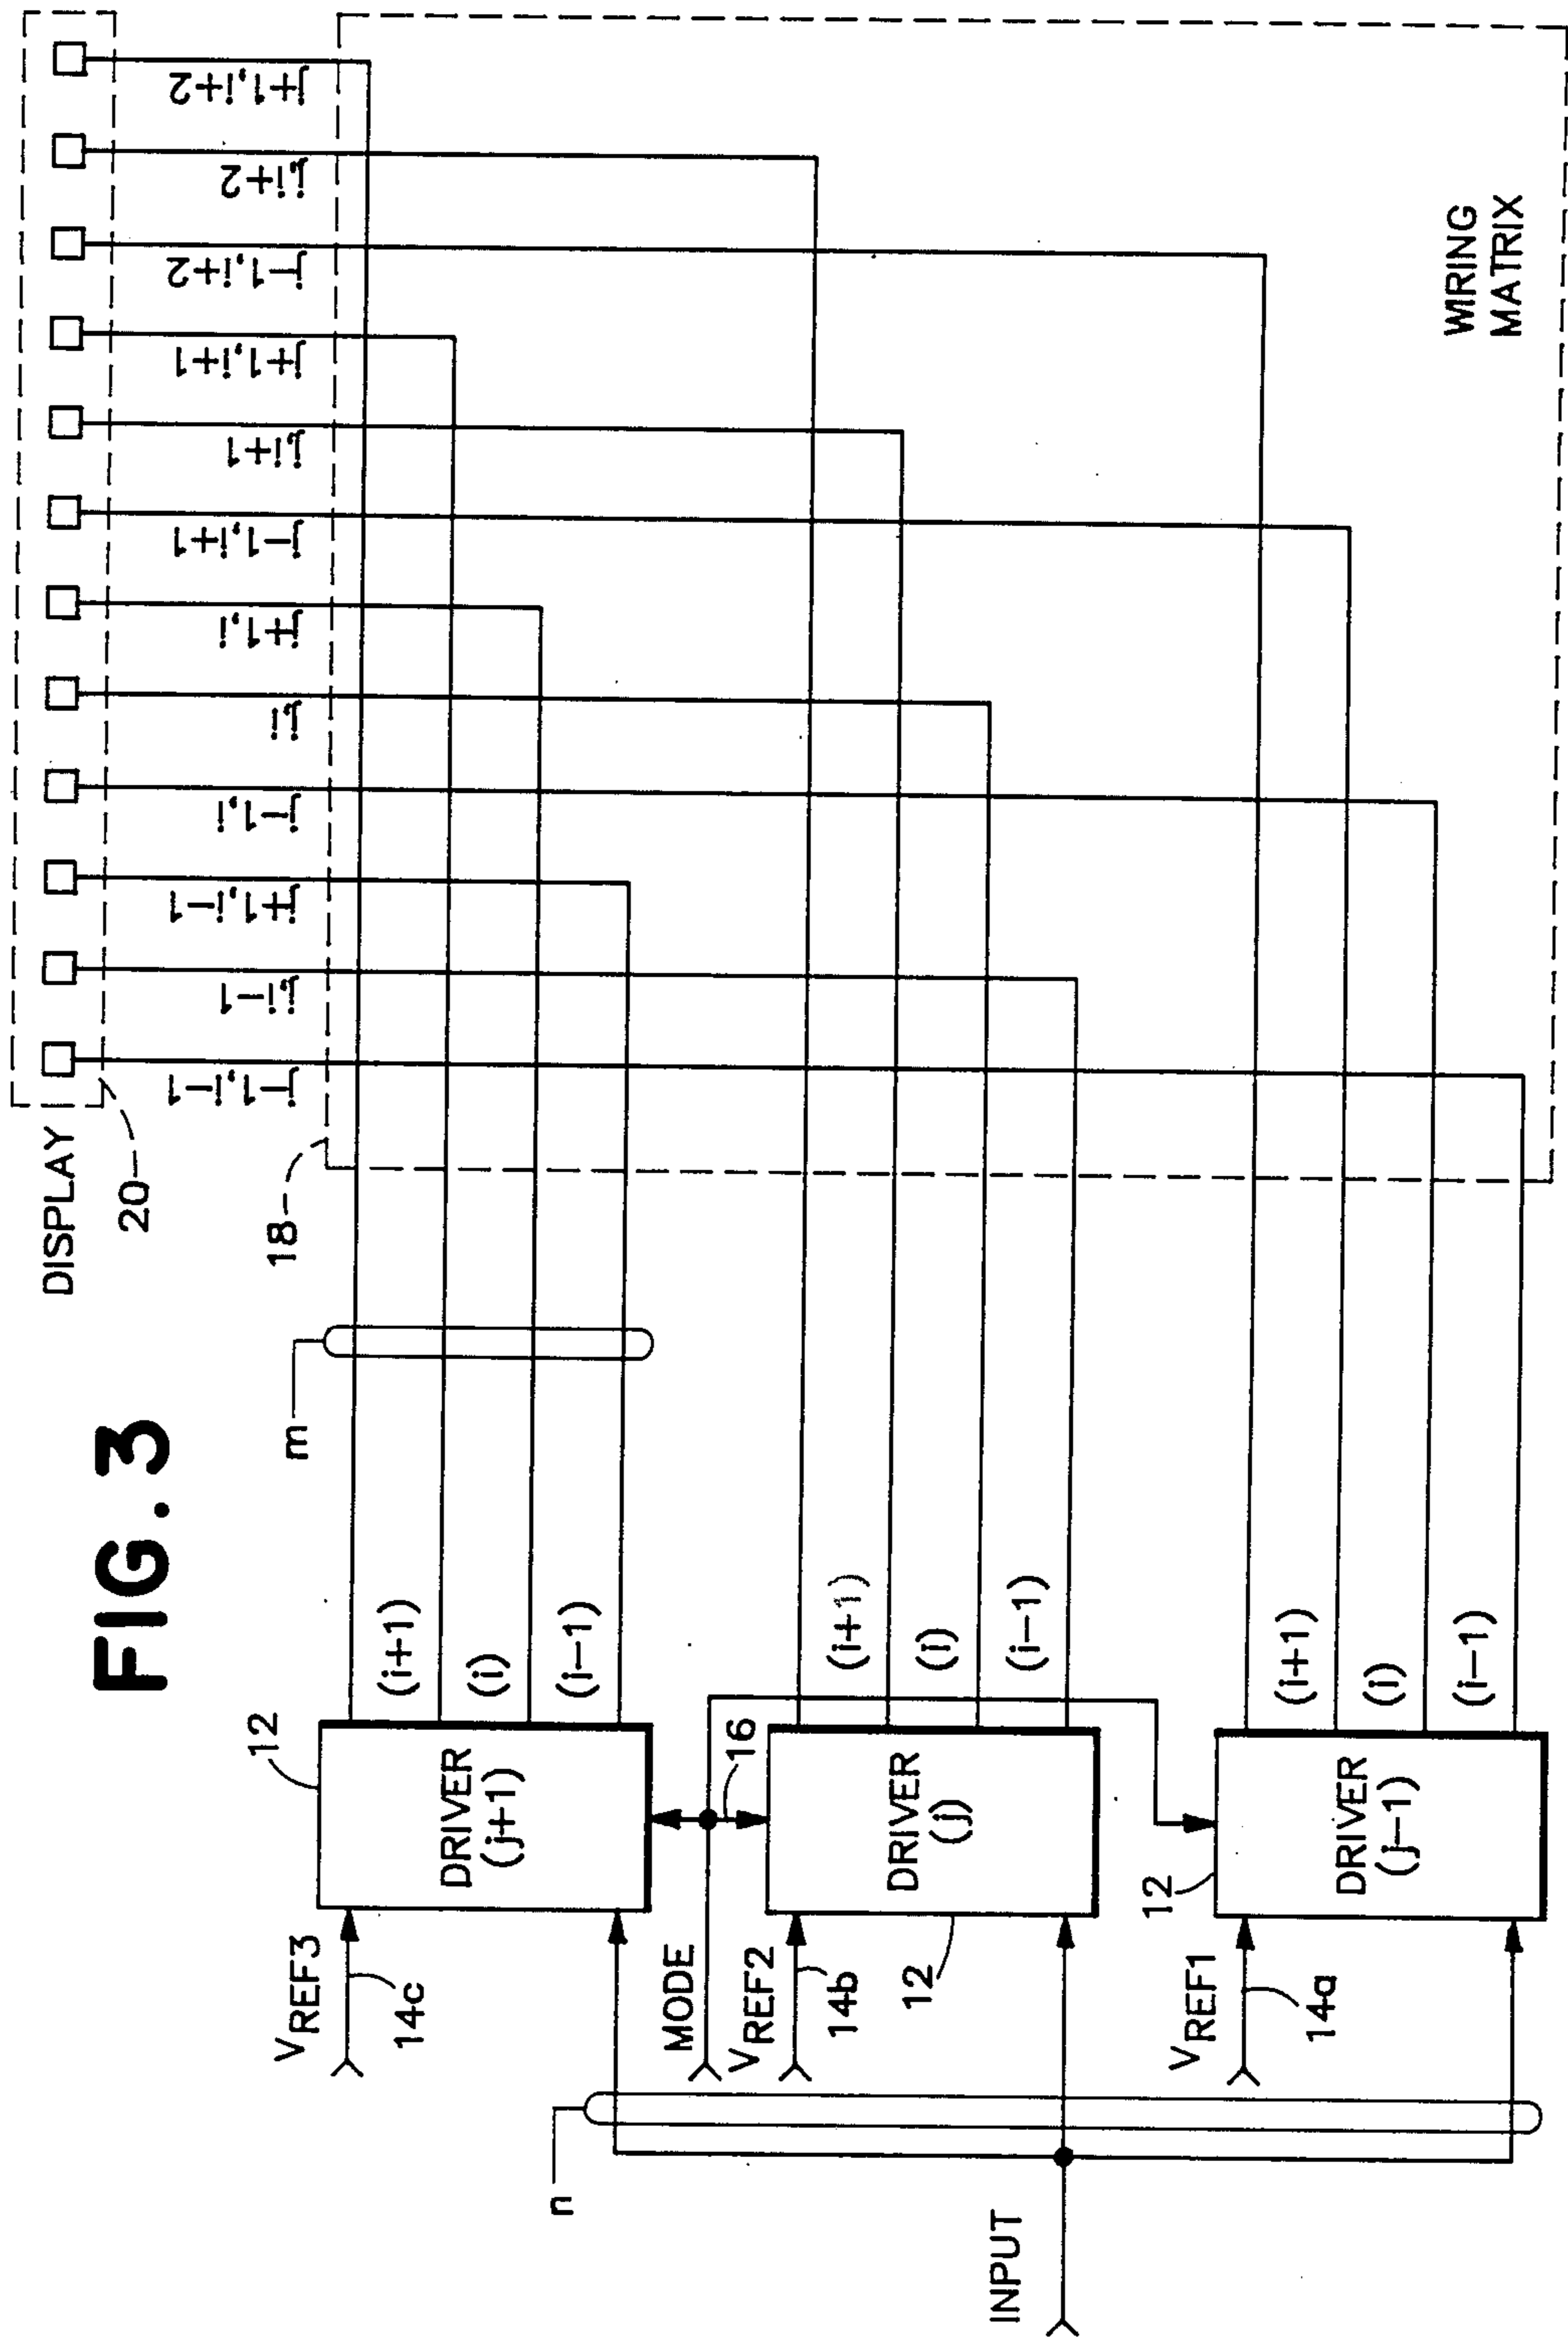 FIG. 3
DISPLAY
20
18
m
j-1,i-1
j,i-1
j+1,i-1
j-1,i
j,i
j+1,i
j-1,i+1
j,i+1
j+1,i+1
j-1,i+2
j,i+2
j+1,i+2
VREF3
14c
12
DRIVER
(j+1)
(i+1)
(i)
(i-1)
MODE
16
VREF2
14b
12
DRIVER
(j)
(i+1)
(i)
(i-1)
n
INPUT
VREF1
14a
12
DRIVER
(j-1)
(i+1)
(i)
(i-1)
WIRING
MATRIX